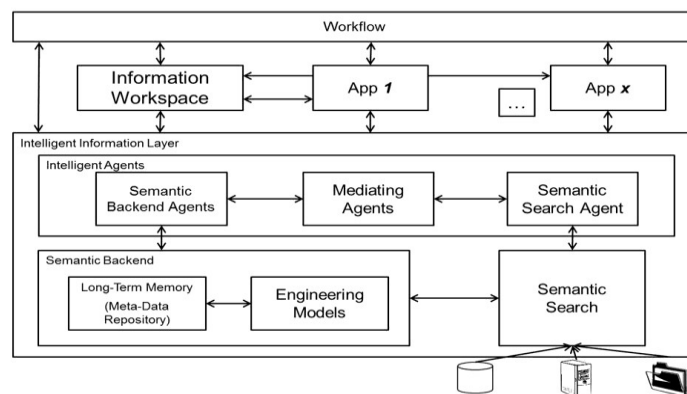 Workflow
Information
Workspace
App 1
...
App x
Intelligent Information Layer
Intelligent Agents
Semantic
Backend Agents
Mediating
Agents
Semantic
Search Agent
Semantic Backend
Long-Term Memory
(Meta-Data
Repository)
Engineering
Models
Semantic
Search